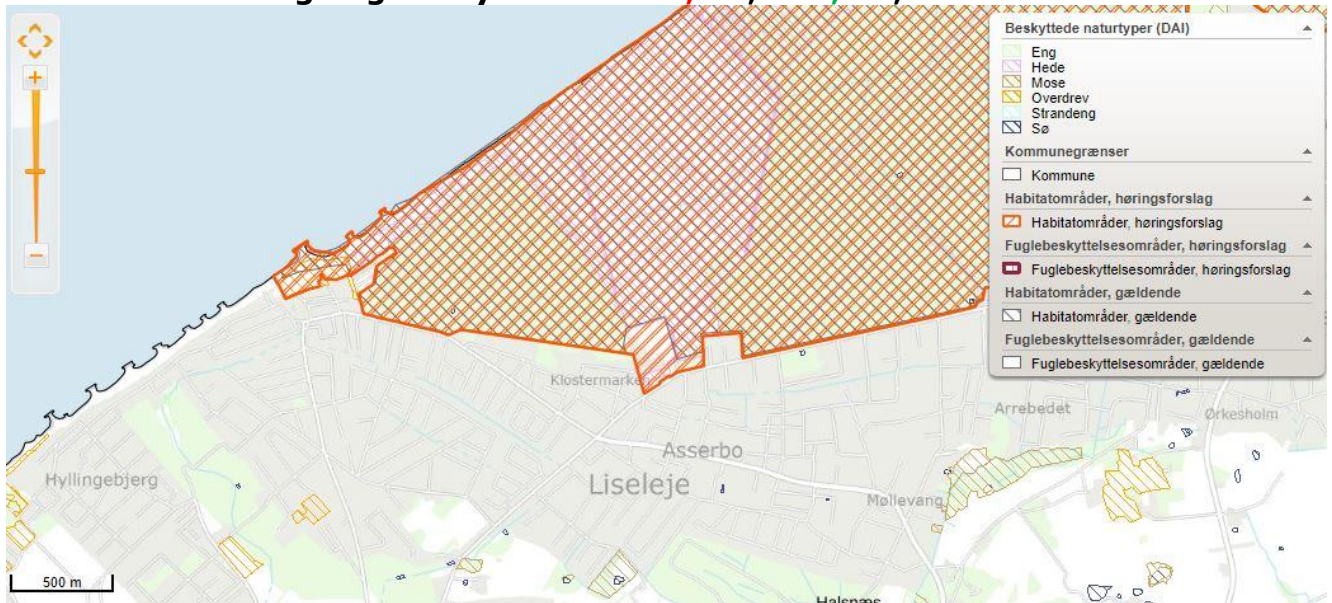 Beskyttede naturtyper (DAI)
Eng
Hede
Mose
Overdrev
Strandeng
Sø
Kommunegrænser
Kommune
Habitatområder, høringsforslag
Habitatområder, høringsforslag
Fuglebeskyttelsesområder, høringsforslag
Fuglebeskyttelsesområder, høringsforslag
Habitatområder, gældende
Habitatområder, gældende
Fuglebeskyttelsesområder, gældende
Fuglebeskyttelsesområder, gældende
Klostermarken
Arrebedet
Ørkesholm
Asserbo
Hyllingebjerg
Liseleje
Møllevang
500 m
Halsnæs